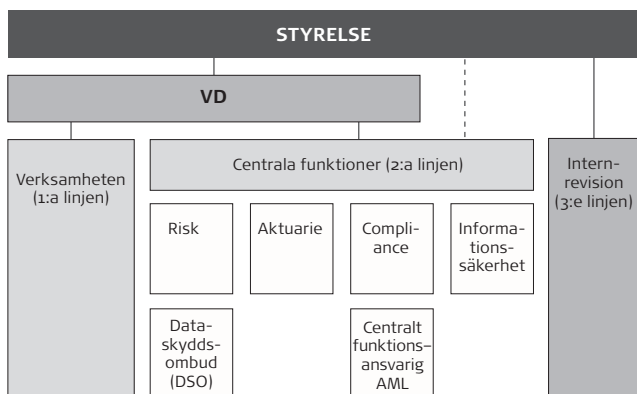 STYRELSE
VD
Verksamheten
(1:a linjen)
Centrala funktioner (2:a linjen)
Intern-
revision
(3:e linjen)
Risk
Aktuarie
Compli-
ance
Informa-
tions-
säkerhet
Data-
skydds-
ombud
(DSO)
Centralt
funktions–
ansvarig
AML